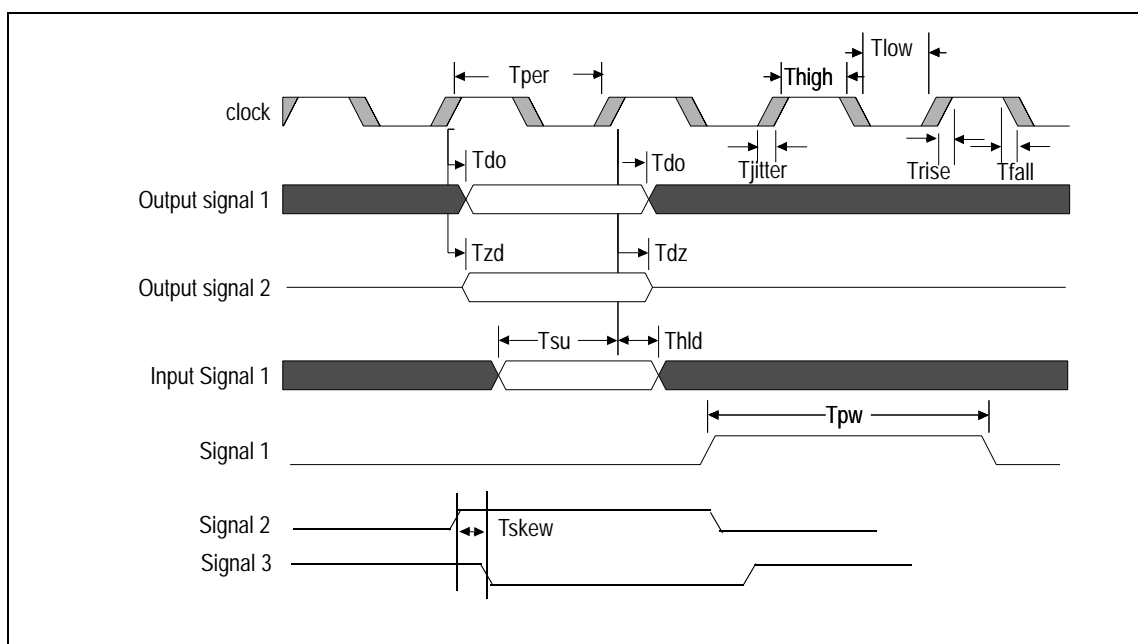 Tlow
Tper
Thigh
clock
Tdo
Tdo
Tjitter
Trise
Tfall
Output signal 1
Tzd
Tdz
Output signal 2
Tsu
Thld
Input Signal 1
Tpw
Signal 1
Signal 2
Tskew
Signal 3